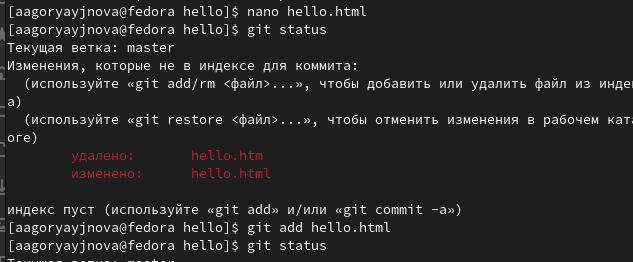 [aagoryayjnova@fedora hello]$ nano hello.html
[aagoryayjnova@fedora hello]$ git status
Текущая ветка: master
Изменения, которые не в индексе для коммита:
  (используйте «git add/rm <файл>...», чтобы добавить или удалить файл из инде
а)
  (используйте «git restore <файл>...», чтобы отменить изменения в рабочем ката
оге)
        удалено:       hello.htm
        изменено:      hello.html

индекс пуст (используйте «git add» и/или «git commit -a»)
[aagoryayjnova@fedora hello]$ git add hello.html
[aagoryayjnova@fedora hello]$ git status